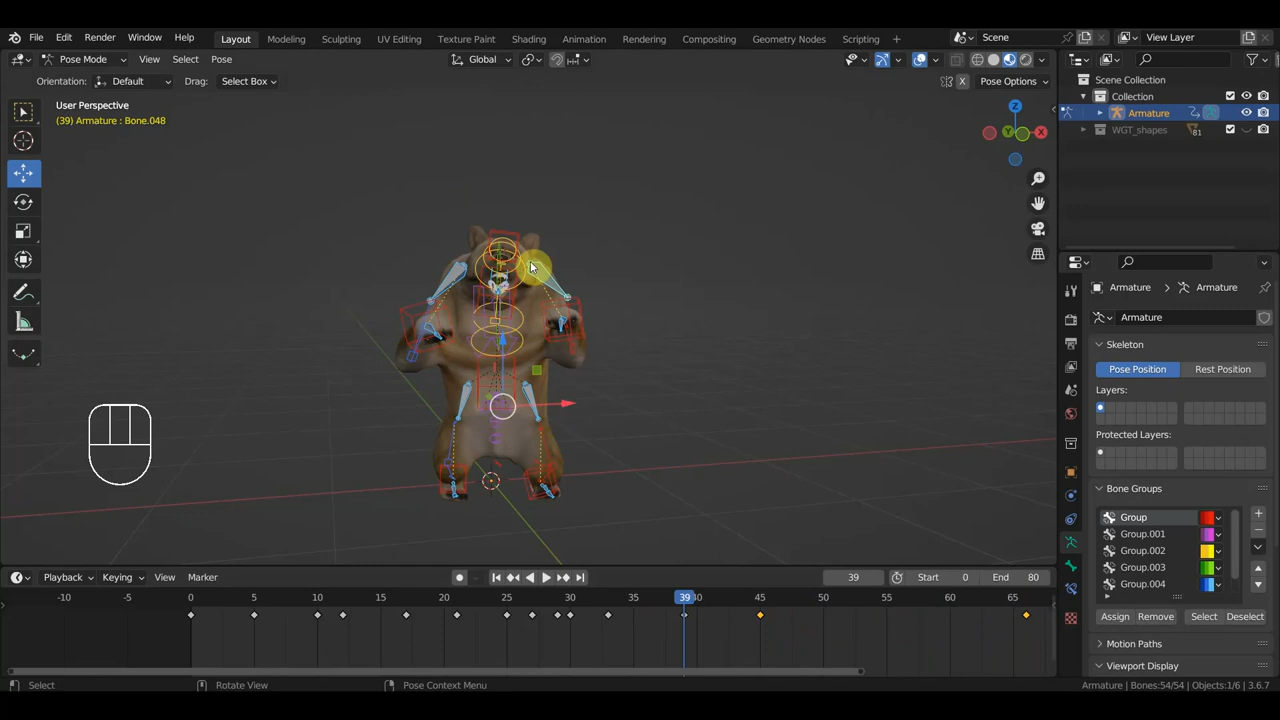 File Edit Render Window Help Layout Modeling Sculpting UV Editing Texture Paint Shading Animation Rendering Compositing Geometry Nodes Scripting + Scene View Layer
Pose Mode View Select Pose Global
Orientation: Default Drag: Select Box X Pose Options
User Perspective
(39) Armature : Bone.048
Z
Y
X
Scene Collection
Collection
Armature
WGT_shapes 81
Armature > Armature
Armature
Skeleton
Pose Position Rest Position
Layers:
Protected Layers:
Bone Groups
Group
Group.001
Group.002
Group.003
Group.004
Assign Remove Select Deselect
Motion Paths
Viewport Display
Playback Keying View Marker 39 Start 0 End 80
-10 -5 0 5 10 15 20 25 30 35 39 40 45 50 55 60 65
Select Rotate View Pose Context Menu Armature | Bones:54/54 | Objects:1/6 | 3.6.7